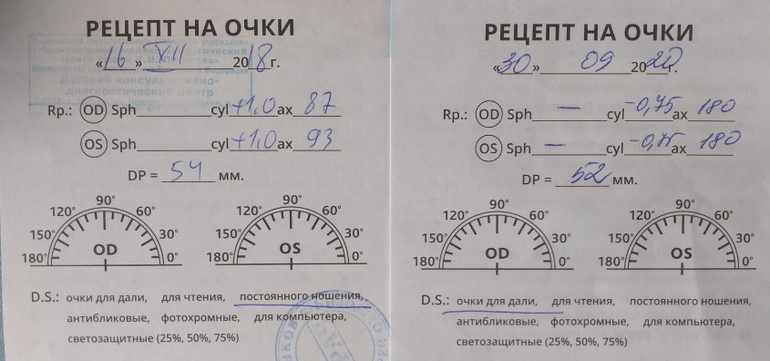 РЕЦЕПТ НА ОЧКИ
«16» XII 2018г.
Детский консультативно-
диагностический центр
Rp.: OD Sph cyl +1,0 ax 87
OS Sph cyl +1,0 ax 93
DP = 54 мм.
90°
120° 60°
150° 30°
180° OD 0°
90°
120° 60°
150° 30°
180° OS 0°
D.S.: очки для дали, для чтения, постоянного ношения,
антибликовые, фотохромные, для компьютера,
светозащитные (25%, 50%, 75%)
РЕЦЕПТ НА ОЧКИ
«30» 09 2020г.
Rp.: OD Sph — cyl -0,75 ax 180
OS Sph — cyl -0,75 ax 180
DP = 52 мм.
90°
120° 60°
150° 30°
180° OD 0°
90°
120° 60°
150° 30°
180° OS 0°
D.S.: очки для дали, для чтения, постоянного ношения,
антибликовые, фотохромные, для компьютера,
светозащитные (25%, 50%, 75%)